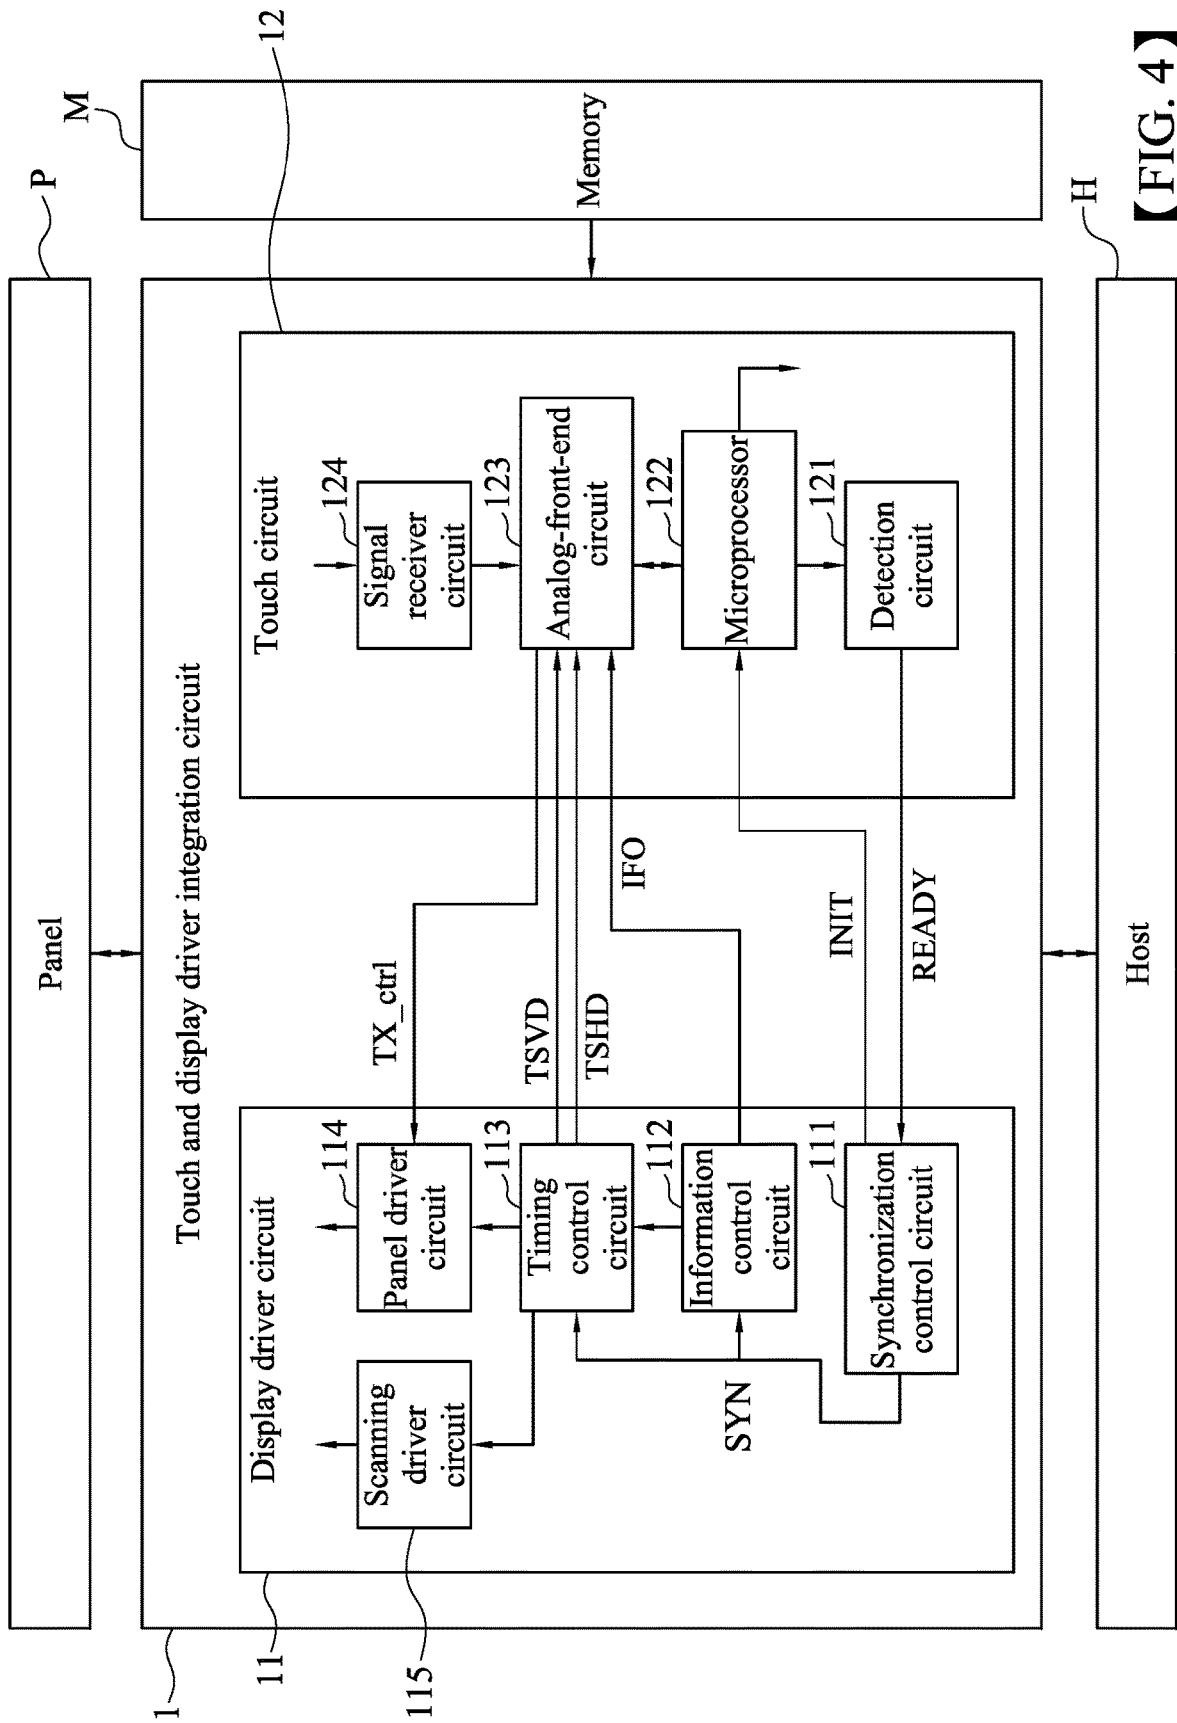 P
Panel
1
Touch and display driver integration circuit
M
Memory
11
Display driver circuit
115
Scanning
driver
circuit
114
Panel driver
circuit
113
Timing
control
circuit
112
Information
control
circuit
111
Synchronization
control circuit
SYN
TX_ctrl
TSVD
TSHD
IFO
INIT
READY
12
Touch circuit
124
Signal
receiver
circuit
123
Analog-front-end
circuit
122
Microprocessor
121
Detection
circuit
H
Host
【FIG. 4】